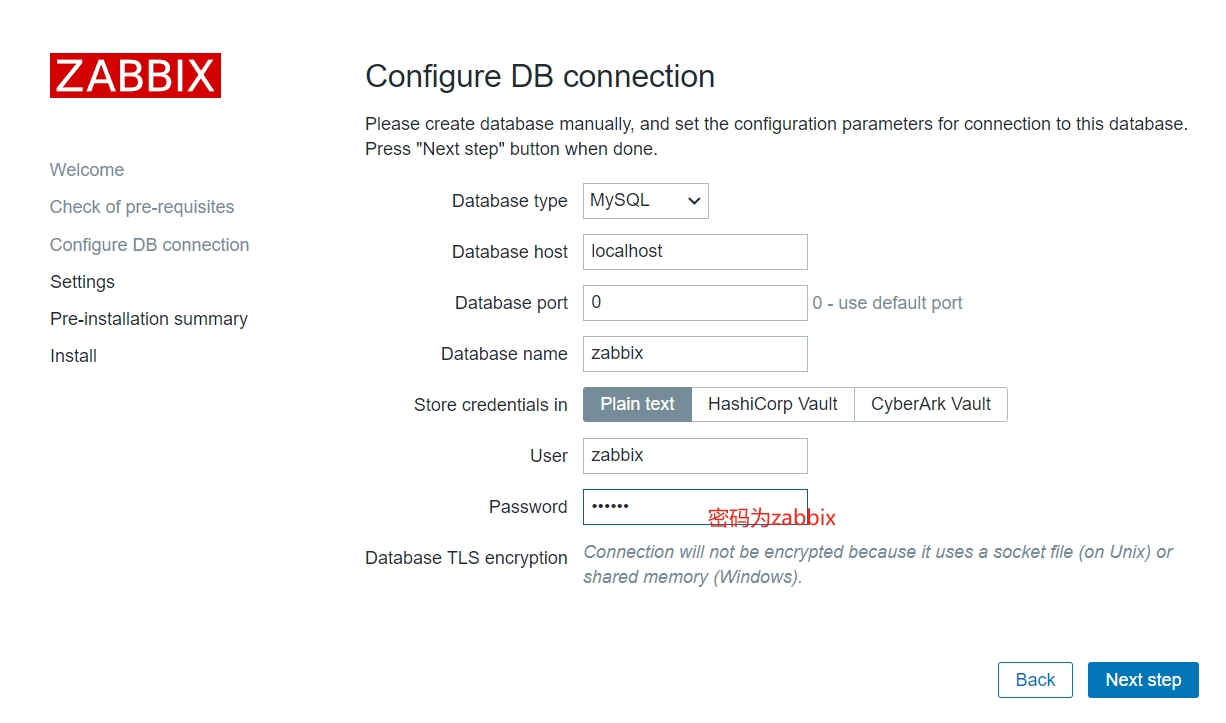 ZABBIX
Welcome
Check of pre-requisites
Configure DB connection
Settings
Pre-installation summary
Install
Configure DB connection
Please create database manually, and set the configuration parameters for connection to this database.
Press "Next step" button when done.
Database type MySQL
Database host localhost
Database port 0 0 - use default port
Database name zabbix
Store credentials in Plain text HashiCorp Vault CyberArk Vault
User zabbix
Password ••••••
密码为zabbix
Database TLS encryption Connection will not be encrypted because it uses a socket file (on Unix) or
shared memory (Windows).
Back Next step